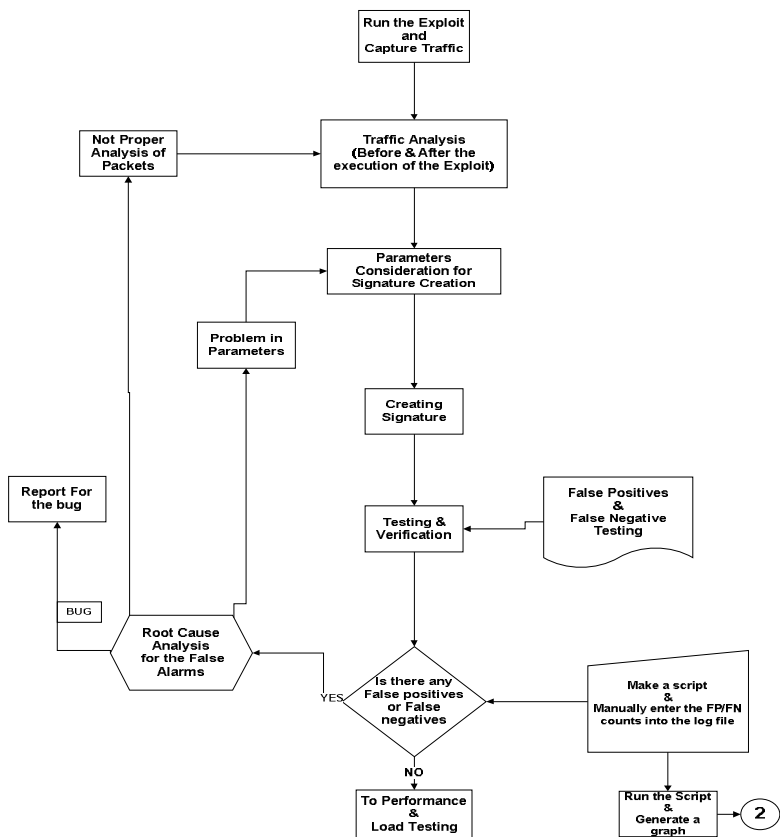 Run the Exploit
and
Capture Traffic
Not Proper
Analysis of
Packets
Traffic Analysis
(Before & After the
execution of the Exploit)
Parameters
Consideration for
Signature Creation
Problem in
Parameters
Creating
Signature
Report For
the bug
Testing &
Verification
False Positives
&
False Negative
Testing
BUG
Root Cause
Analysis
for the False
Alarms
YES
Is there any
False positives
or False
negatives
Make a script
&
Manually enter the FP/FN
counts into the log file
NO
To Performance
&
Load Testing
Run the Script
&
Generate a
graph
2